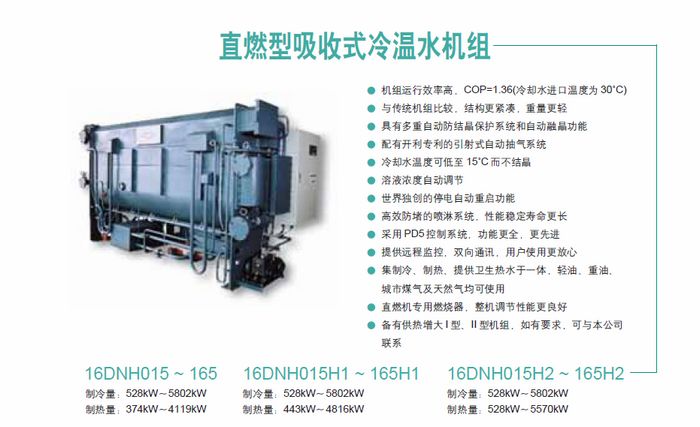 直燃型吸收式冷温水机组
● 机组运行效率高，COP=1.36(冷却水进口温度为30°C)
● 与传统机组比较，结构更紧凑，重量更轻
● 具有多重自动防结晶保护系统和自动融晶功能
● 配有开利专利的引射式自动抽气系统
● 冷却水温度可低至15°C而不结晶
● 溶液浓度自动调节
● 世界独创的停电自动重启功能
● 高效防堵的喷淋系统，性能稳定寿命更长
● 采用PD5控制系统，功能更全，更先进
● 提供远程监控，双向通讯，用户使用更放心
● 集制冷、制热、提供卫生热水于一体，轻油、重油、
城市煤气及天然气均可使用
● 直燃机专用燃烧器，整机调节性能更良好
● 备有供热增大I型、II型机组，如有要求，可与本公司
联系
16DNH015～165
制冷量：528kW～5802kW
制热量：374kW～4119kW
16DNH015H1～165H1
制冷量：528kW～5802kW
制热量：443kW～4816kW
16DNH015H2～165H2
制冷量：528kW～5802kW
制热量：528kW～5570kW